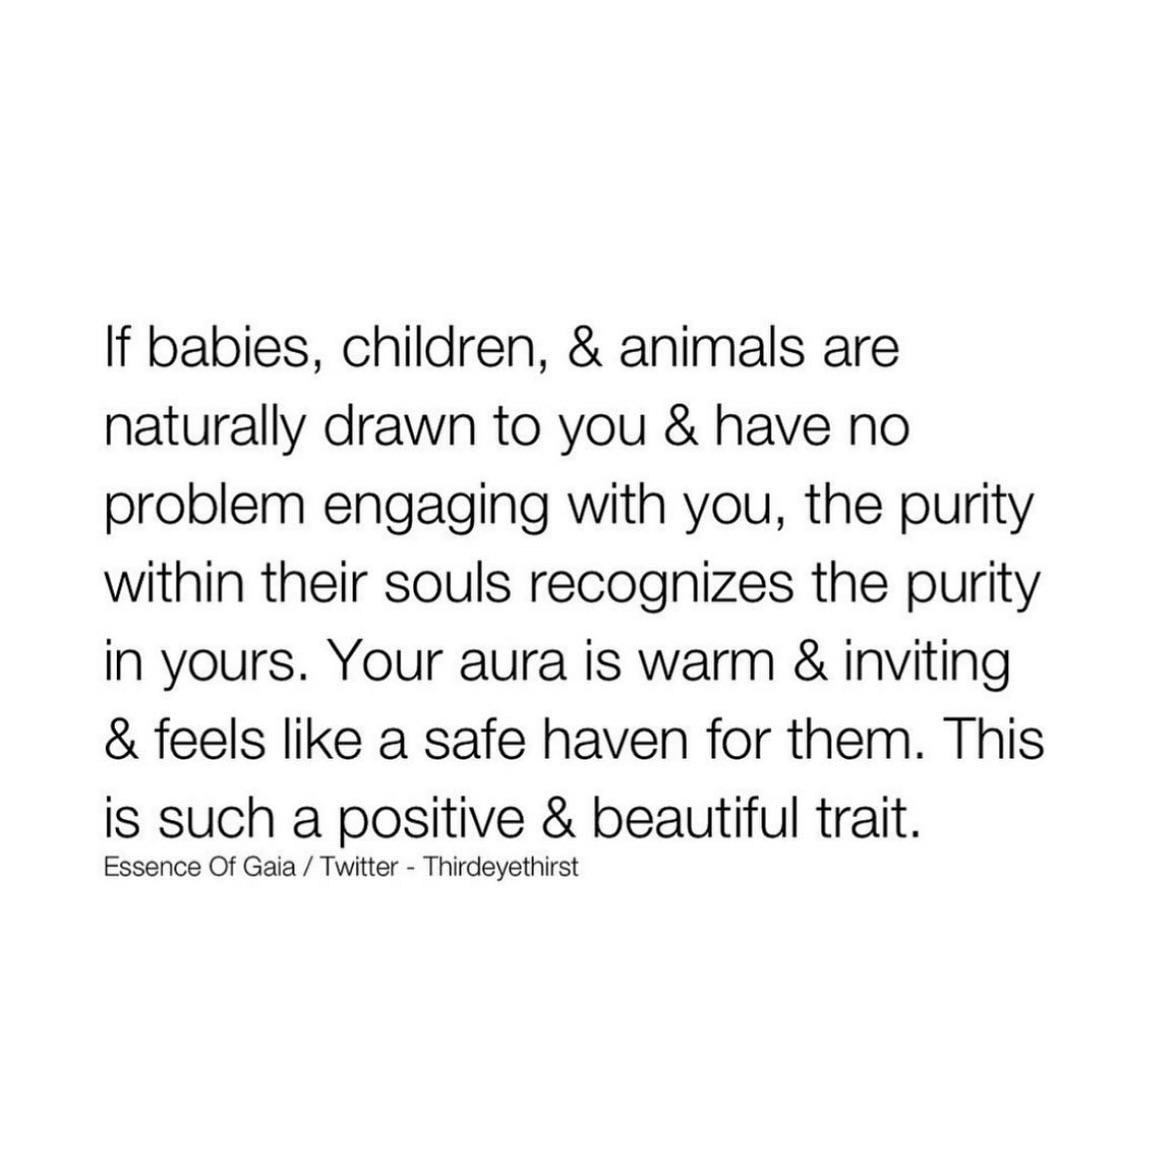 If babies, children, & animals are
naturally drawn to you & have no
problem engaging with you, the purity
within their souls recognizes the purity
in yours. Your aura is warm & inviting
& feels like a safe haven for them. This
is such a positive & beautiful trait.
Essence Of Gaia / Twitter - Thirdeyethirst